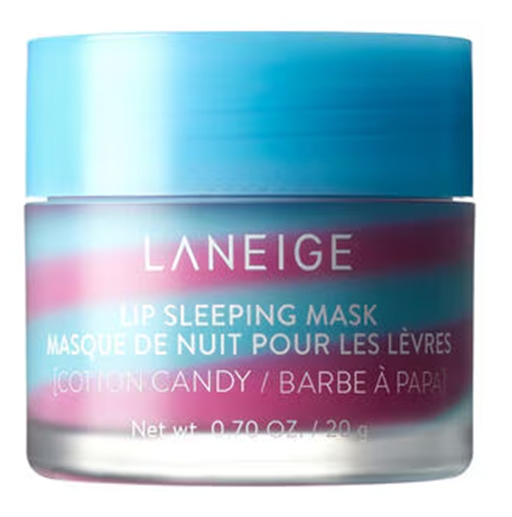 LANEIGE
LIP SLEEPING MASK
MASQUE DE NUIT POUR LES LÈVRES
[COTTON CANDY / BARBE À PAPA]
Net wt. 0.70 OZ. / 20 g